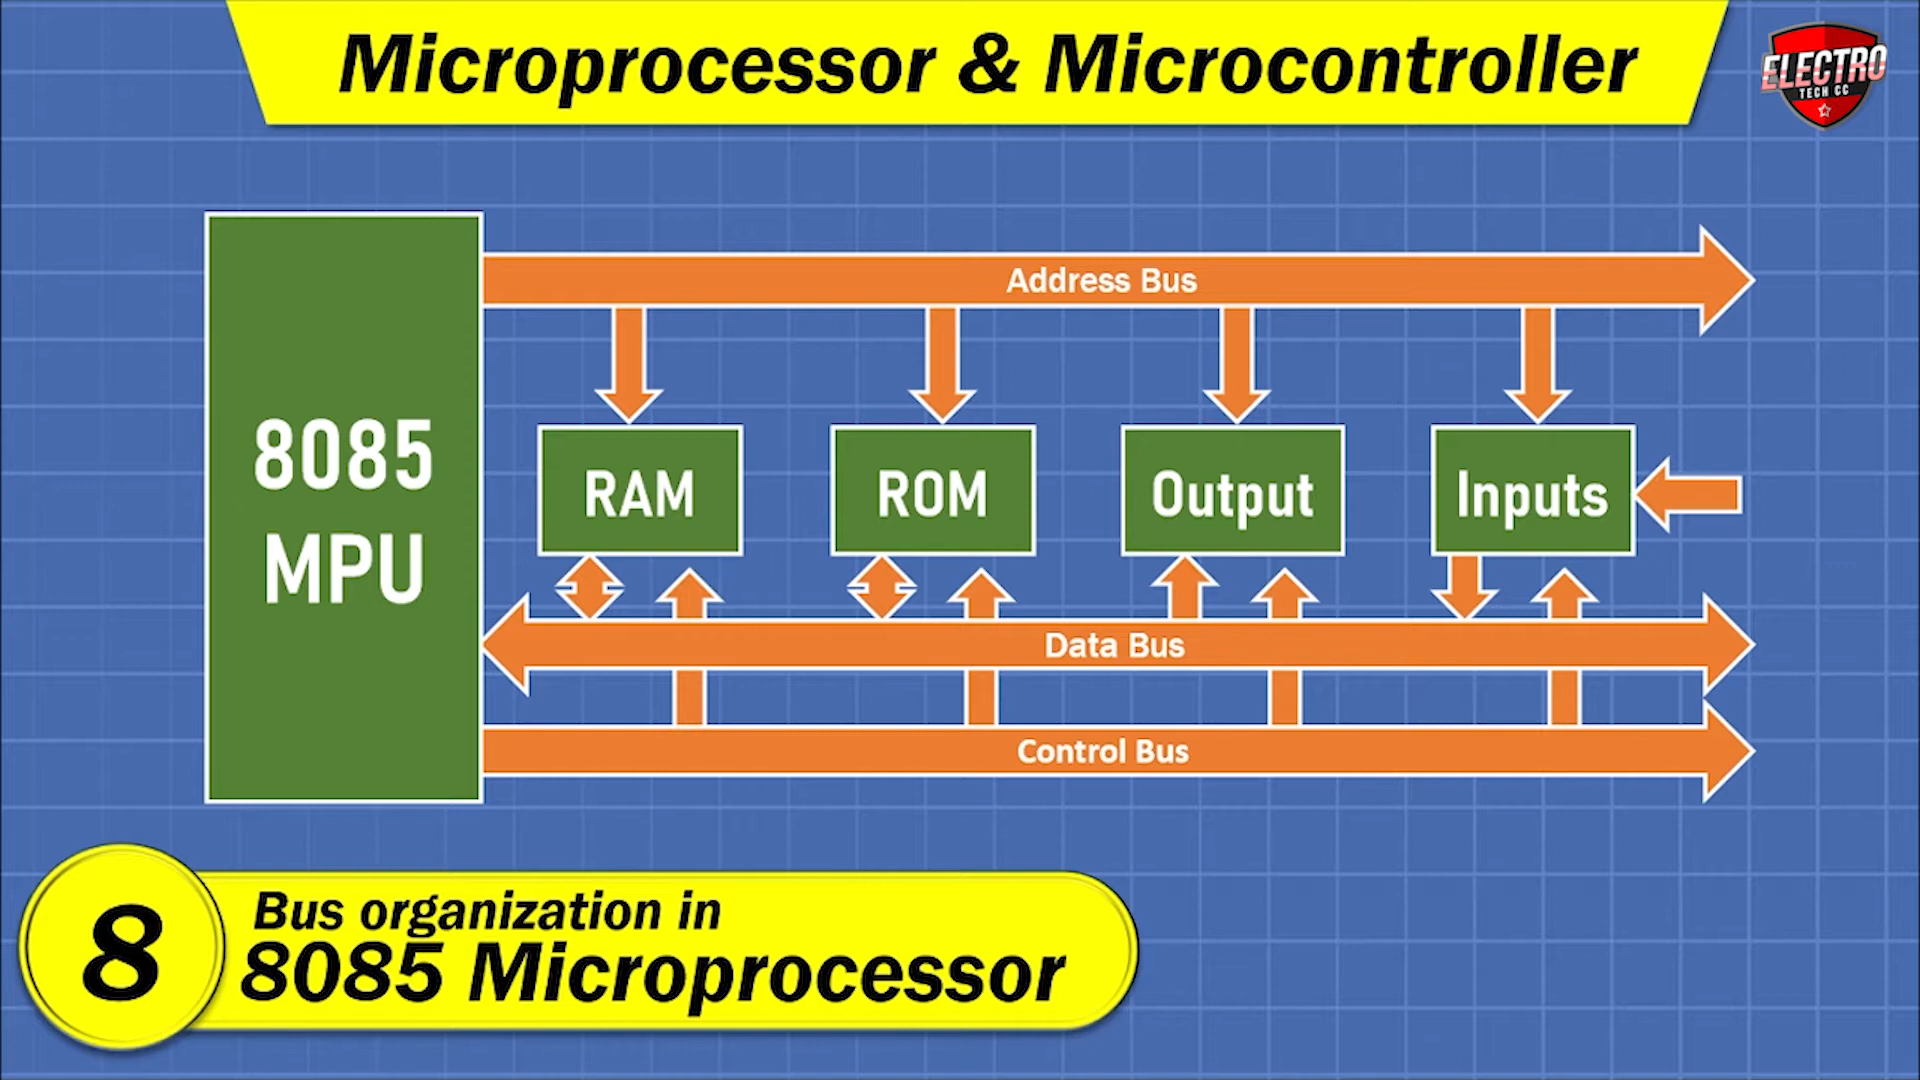 Microprocessor & Microcontroller
ELECTRO
TECH CC
Address Bus
8085
MPU
RAM
ROM
Output
Inputs
Data Bus
Control Bus
8
Bus organization in
8085 Microprocessor